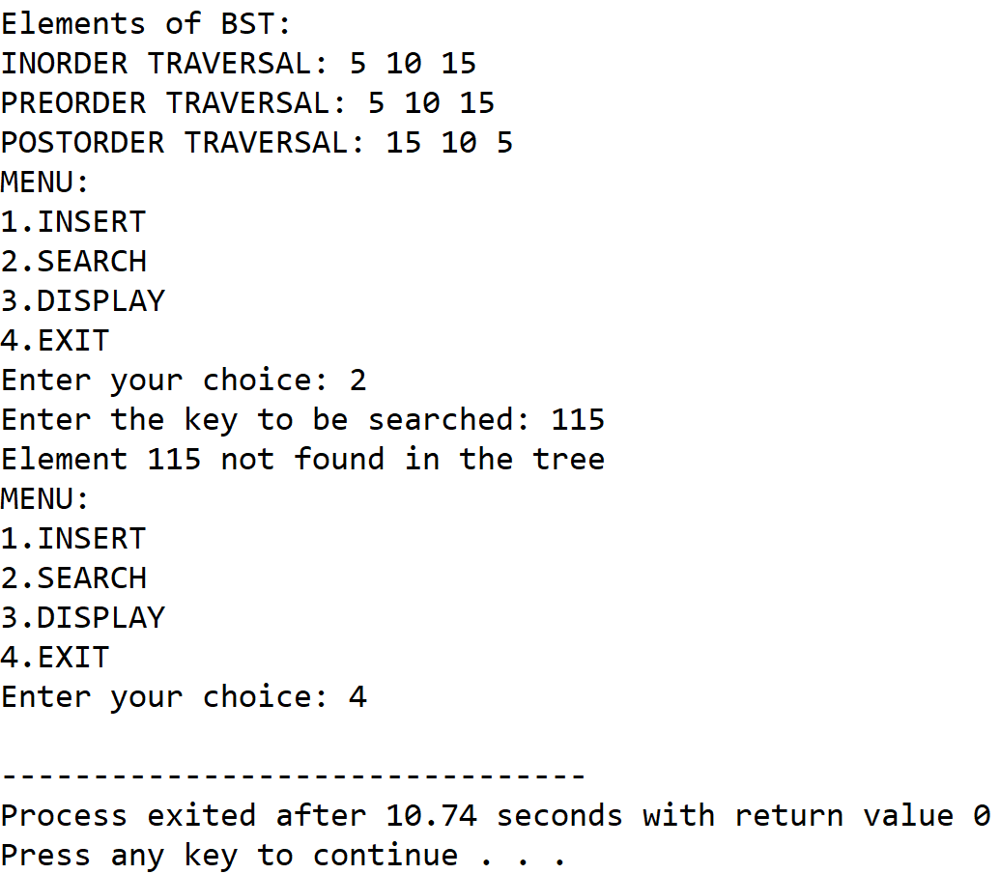 Elements of BST:
INORDER TRAVERSAL: 5 10 15
PREORDER TRAVERSAL: 5 10 15
POSTORDER TRAVERSAL: 15 10 5
MENU:
1.INSERT
2.SEARCH
3.DISPLAY
4.EXIT
Enter your choice: 2
Enter the key to be searched: 115
Element 115 not found in the tree
MENU:
1.INSERT
2.SEARCH
3.DISPLAY
4.EXIT
Enter your choice: 4
--------------------------------
Process exited after 10.74 seconds with return value 0
Press any key to continue . . .